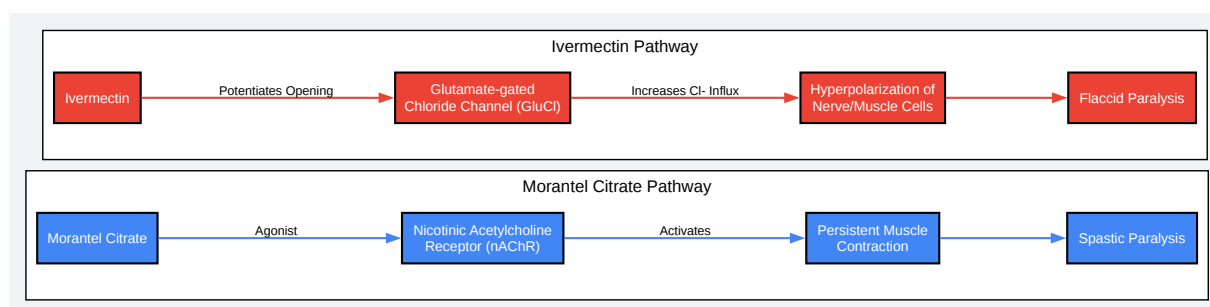 Ivermectin Pathway
Ivermectin
Potentiates Opening
Glutamate-gated
Chloride Channel (GluCl)
Increases Cl- Influx
Hyperpolarization of
Nerve/Muscle Cells
Flaccid Paralysis
Morantel Citrate Pathway
Morantel Citrate
Agonist
Nicotinic Acetylcholine
Receptor (nAChR)
Activates
Persistent Muscle
Contraction
Spastic Paralysis